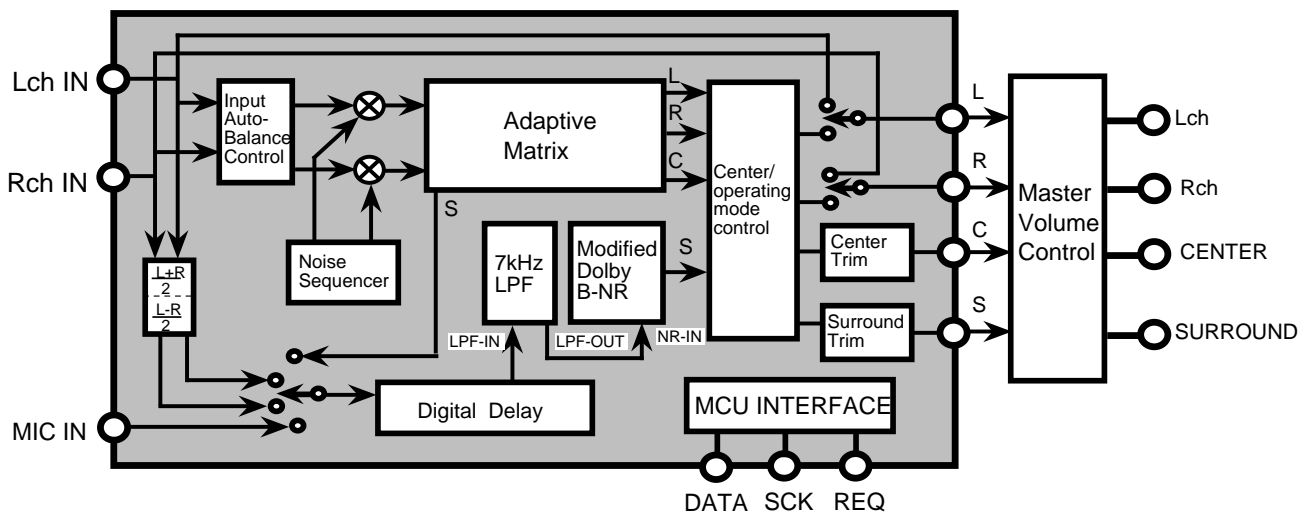 Lch IN
Rch IN
MIC IN
Input
Auto-
Balance
Control
Noise
Sequencer
L+R
2
L-R
2
Adaptive
Matrix
L
R
C
S
7kHz
LPF
Modified
Dolby
B-NR
S
LPF-IN
LPF-OUT
NR-IN
Digital Delay
Center/
operating
mode
control
Center
Trim
Surround
Trim
MCU INTERFACE
DATA
SCK
REQ
L
R
C
S
Master
Volume
Control
Lch
Rch
CENTER
SURROUND